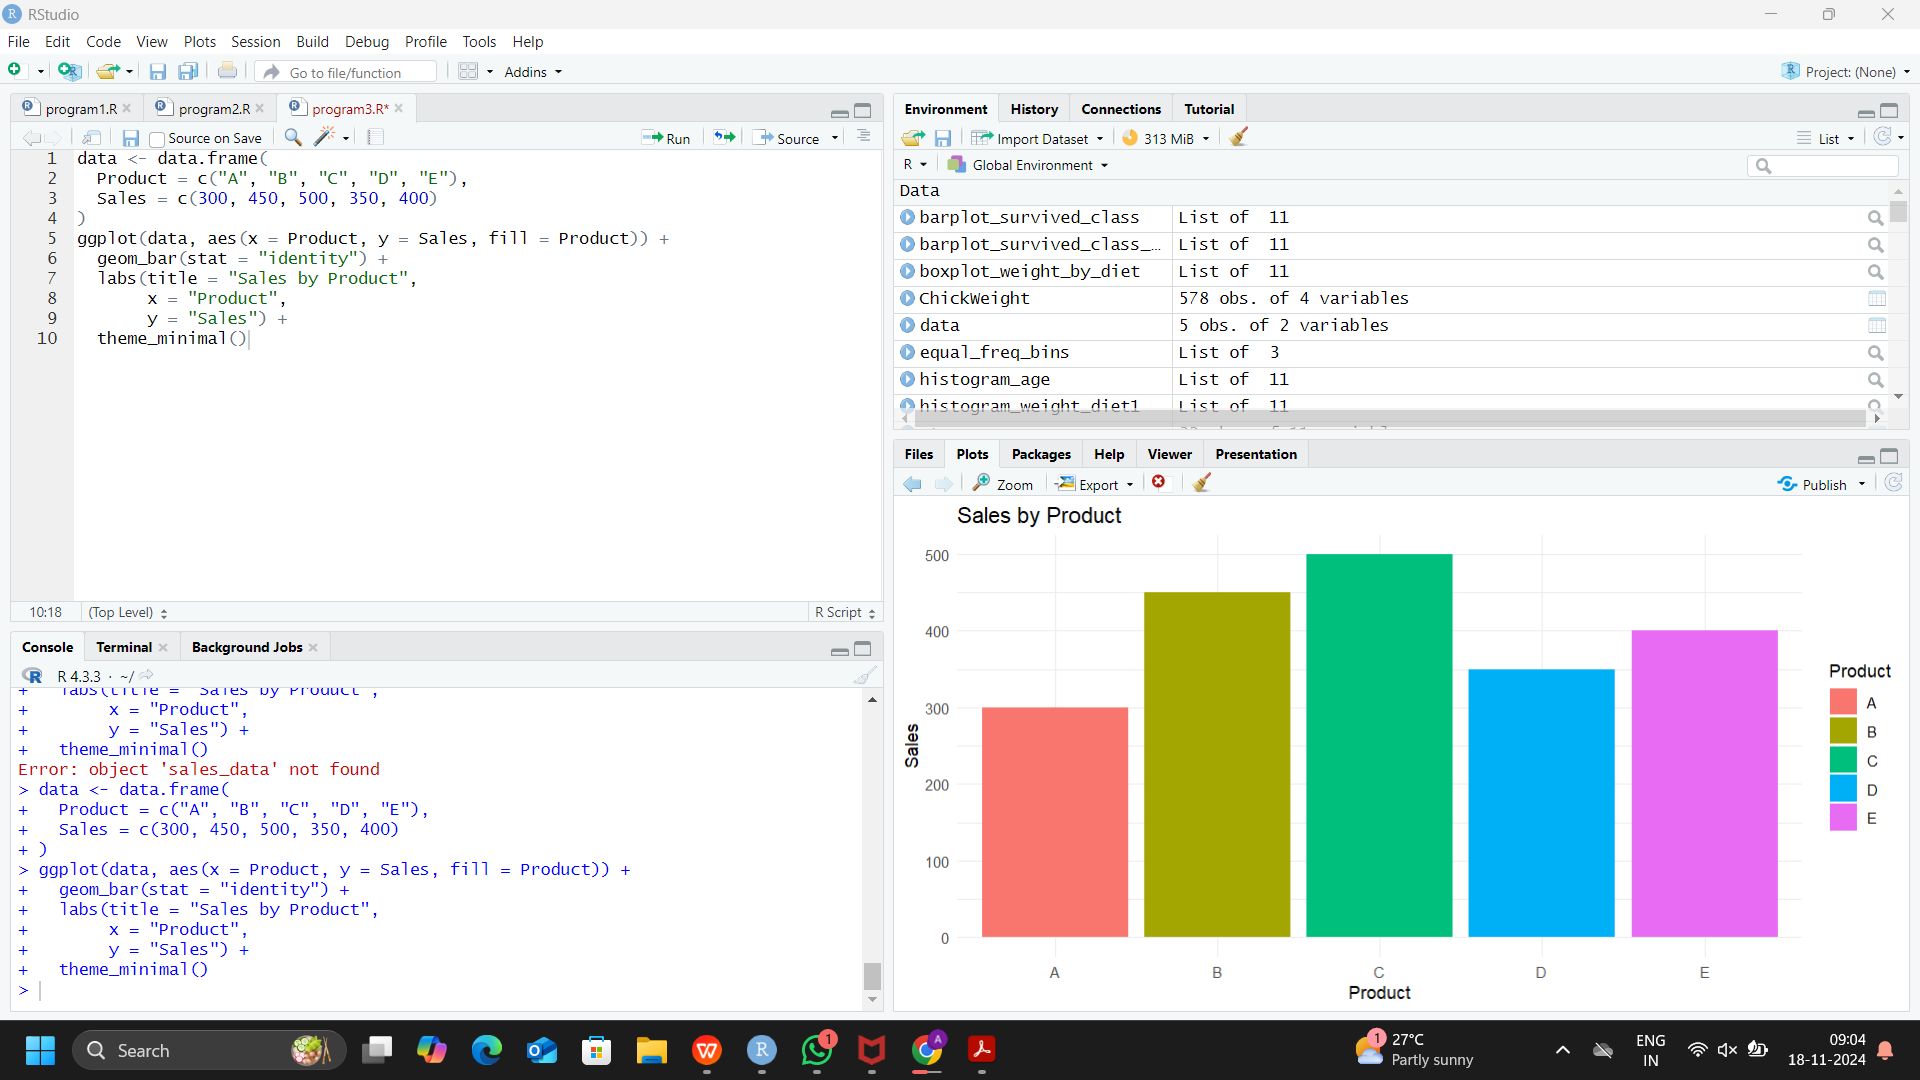 RStudio
File Edit Code View Plots Session Build Debug Profile Tools Help
Go to file/function Addins Project: (None)
program1.R program2.R program3.R*
Source on Save Run Source
1 data <- data.frame(
2 Product = c("A", "B", "C", "D", "E"),
3 Sales = c(300, 450, 500, 350, 400)
4 )
5 ggplot(data, aes(x = Product, y = Sales, fill = Product)) +
6 geom_bar(stat = "identity") +
7 labs(title = "Sales by Product",
8 x = "Product",
9 y = "Sales") +
10 theme_minimal()
10:18 (Top Level) R Script
Console Terminal Background Jobs
R 4.3.3 · ~/
+ labs(title = "Sales by Product",
+ x = "Product",
+ y = "Sales") +
+ theme_minimal()
Error: object 'sales_data' not found
> data <- data.frame(
+ Product = c("A", "B", "C", "D", "E"),
+ Sales = c(300, 450, 500, 350, 400)
+ )
> ggplot(data, aes(x = Product, y = Sales, fill = Product)) +
+ geom_bar(stat = "identity") +
+ labs(title = "Sales by Product",
+ x = "Product",
+ y = "Sales") +
+ theme_minimal()
>
Environment History Connections Tutorial
Import Dataset 313 MiB List
R Global Environment
Data
barplot_survived_class List of 11
barplot_survived_class_… List of 11
boxplot_weight_by_diet List of 11
ChickWeight 578 obs. of 4 variables
data 5 obs. of 2 variables
equal_freq_bins List of 3
histogram_age List of 11
histogram_weight_diet1 List of 11
Files Plots Packages Help Viewer Presentation
Zoom Export Publish
Sales by Product
500
400
300
200
100
0
Sales
A B C D E
Product
Product
A
B
C
D
E
Search
1
A
1
27°C
Partly sunny
ENG
IN
09:04
18-11-2024